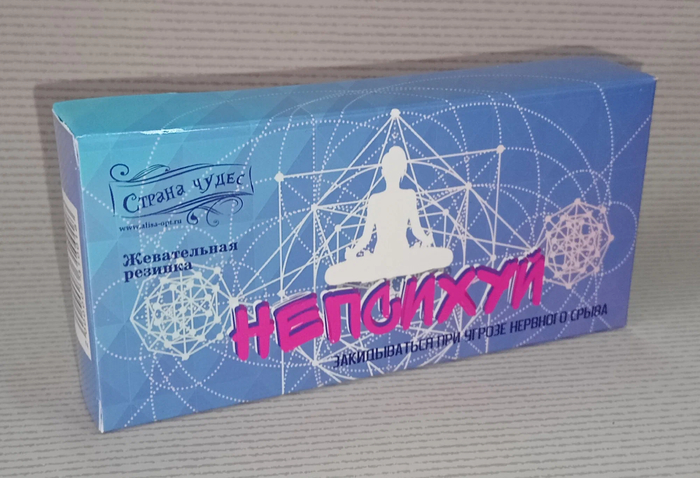 Страна чудес
www.alisa-opt.ru
Жевательная
резинка
НЕПСИХУЙ
ЗАКИДЫВАТЬСЯ ПРИ УГРОЗЕ НЕРВНОГО СРЫВА